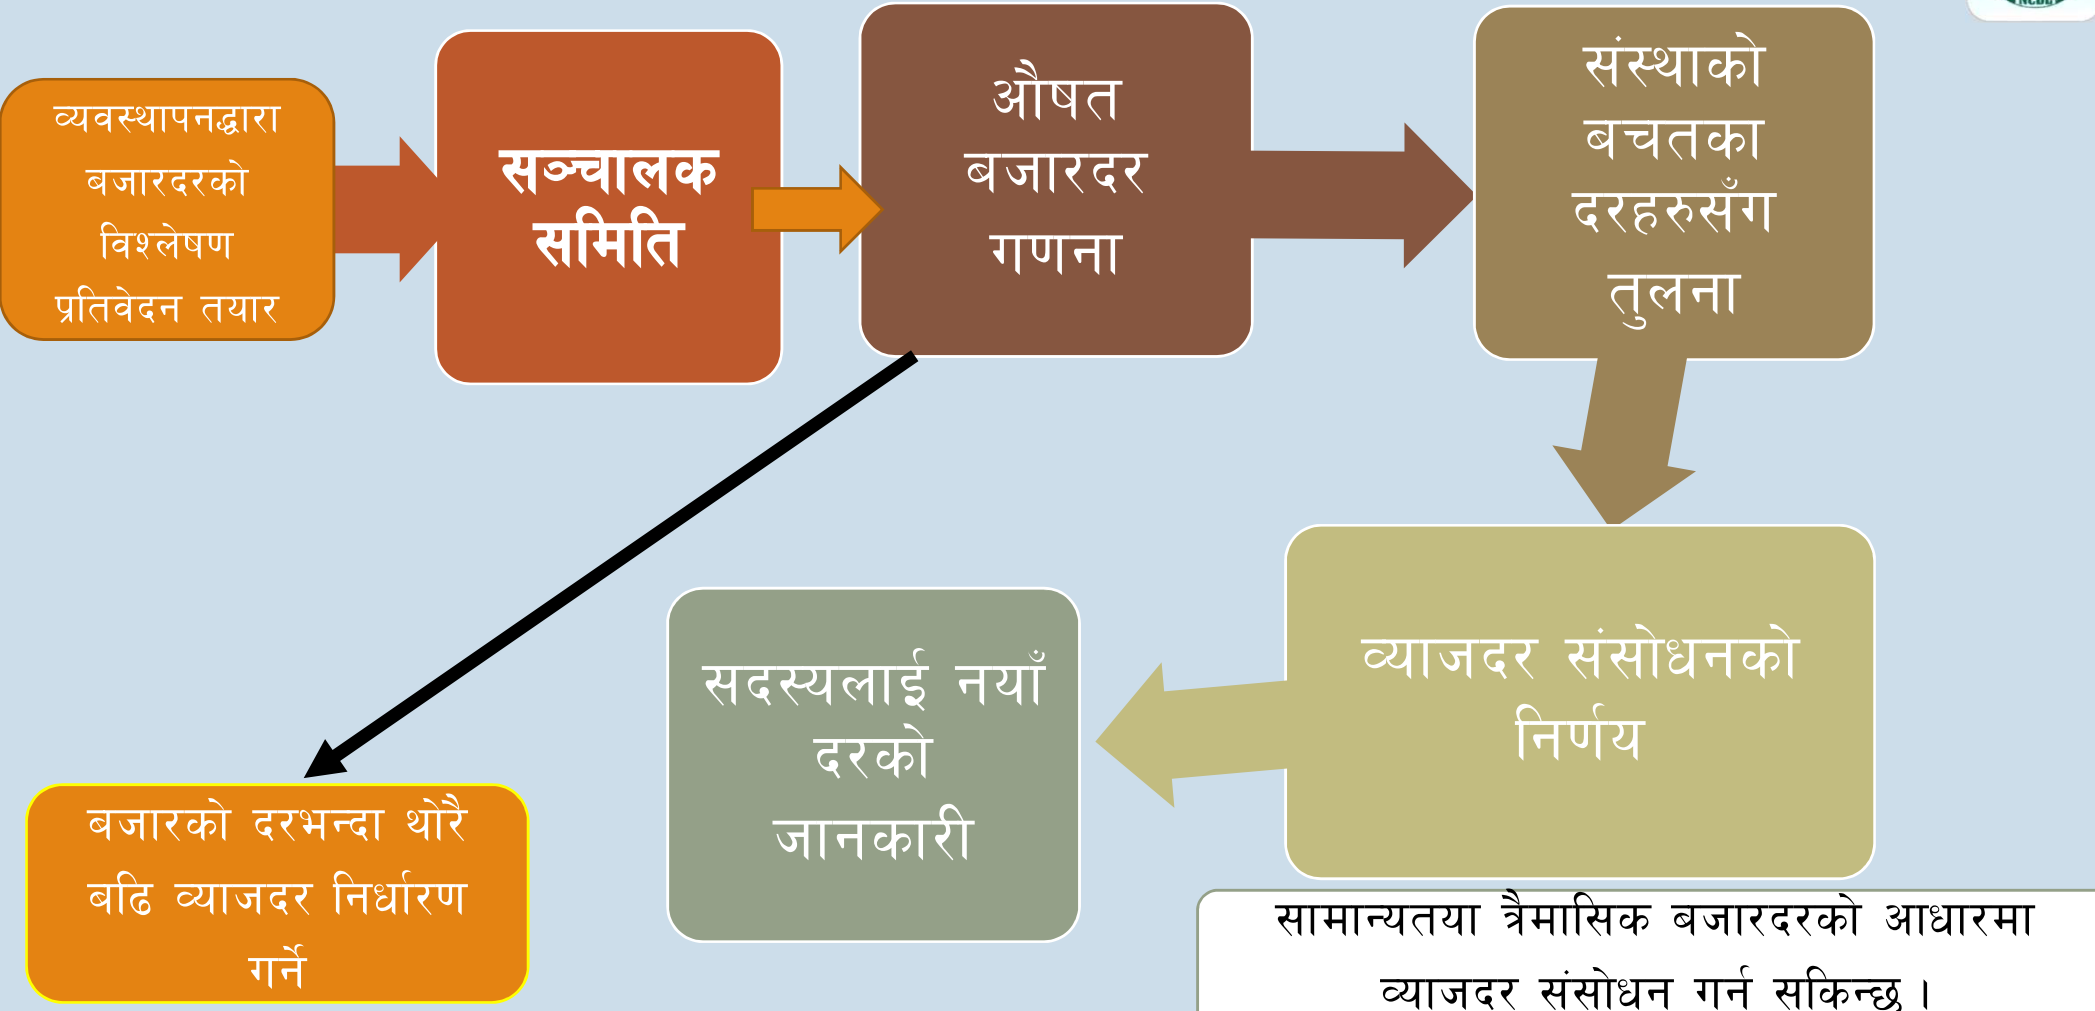 व्यवस्थापनद्धारा
बजारदरको
विश्लेषण
प्रतिवेदन तयार
सञ्चालक
समिति
औषत
बजारदर
गणना
संस्थाको
बचतका
दरहरुसँग
तुलना
व्याजदर संसोधनको
निर्णय
सदस्यलाई नयाँ
दरको
जानकारी
बजारको दरभन्दा थोरै
बढि व्याजदर निर्धारण
गर्ने
सामान्यतया त्रैमासिक बजारदरको आधारमा
व्याजदर संसोधन गर्न सकिन्छ ।